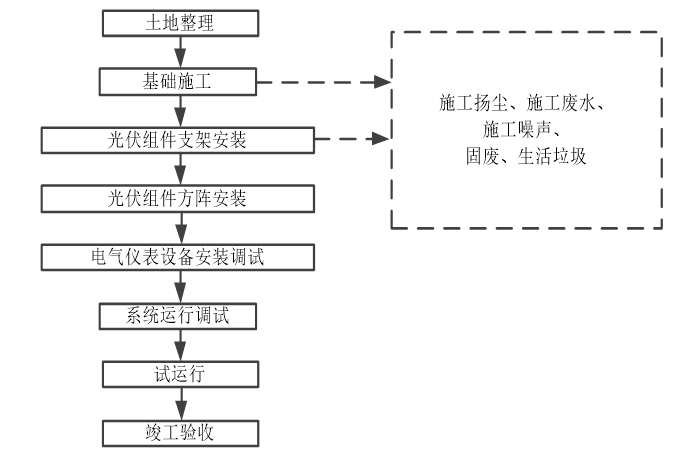 土地整理
基础施工
光伏组件支架安装
光伏组件方阵安装
电气仪表设备安装调试
系统运行调试
试运行
竣工验收
施工扬尘、施工废水、
施工噪声、
固废、生活垃圾